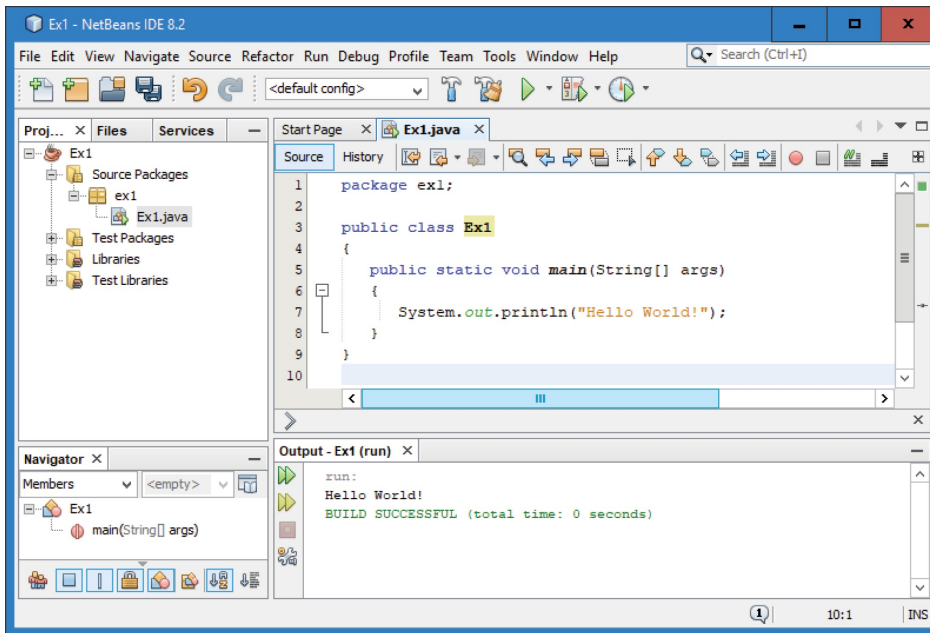 Ex1 - NetBeans IDE 8.2
File Edit View Navigate Source Refactor Run Debug Profile Team Tools Window Help
Search (Ctrl+I)
<default config>
Proj... Files Services
Ex1
Source Packages
ex1
Ex1.java
Test Packages
Libraries
Test Libraries
Start Page Ex1.java
Source History
1 package ex1;
2
3 public class Ex1
4 {
5 public static void main(String[] args)
6 {
7 System.out.println("Hello World!");
8 }
9 }
10
Navigator
Members <empty>
Ex1
main(String[] args)
Output - Ex1 (run)
run:
Hello World!
BUILD SUCCESSFUL (total time: 0 seconds)
1 10:1 INS